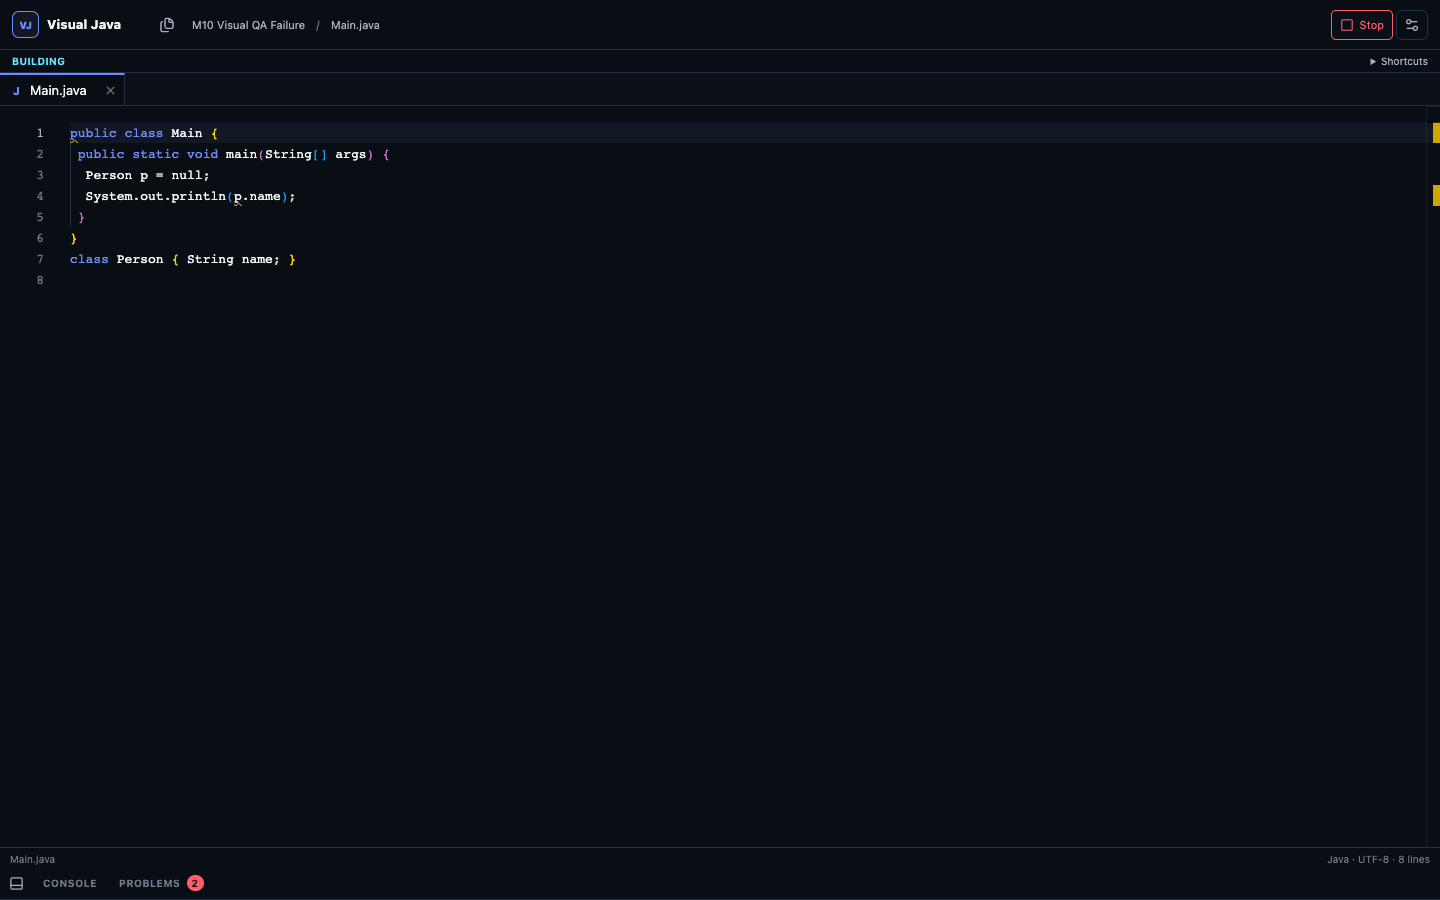 VJ Visual Java M10 Visual QA Failure / Main.java Stop
BUILDING Shortcuts
J Main.java
1 public class Main {
2 public static void main(String[] args) {
3 Person p = null;
4 System.out.println(p.name);
5 }
6 }
7 class Person { String name; }
8
Main.java Java · UTF-8 · 8 lines
CONSOLE PROBLEMS 2